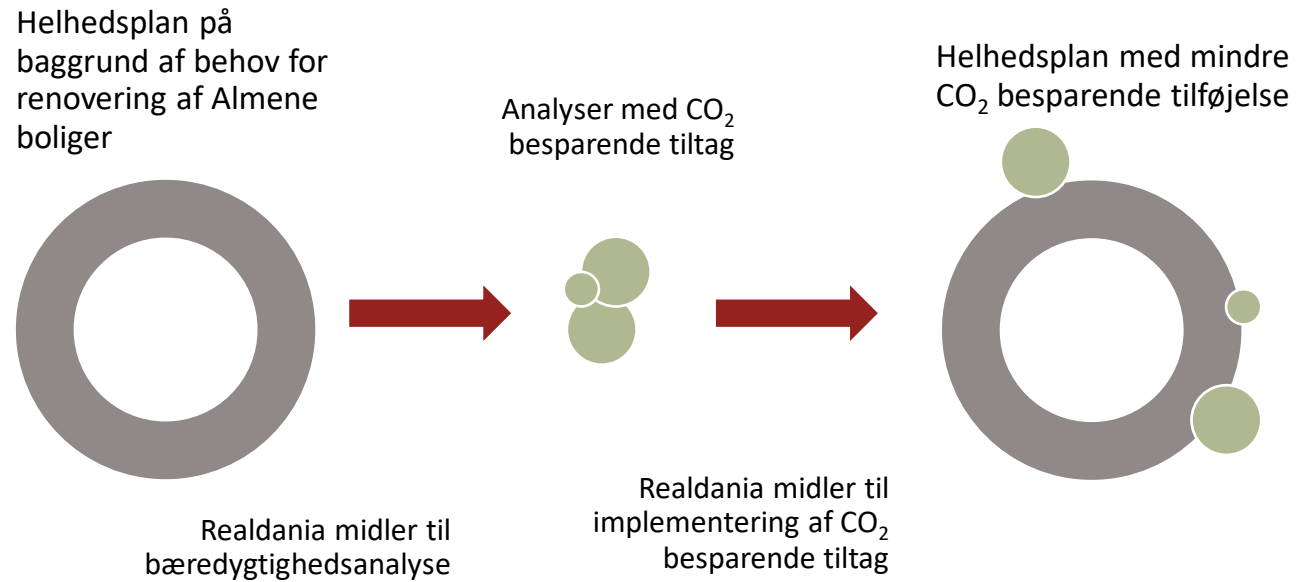 Helhedsplan på
baggrund af behov for
renovering af Almene
boliger
Analyser med CO₂
besparende tiltag
Helhedsplan med mindre
CO₂ besparende tilføjelse
Realdania midler til
bæredygtighedsanalyse
Realdania midler til
implementering af CO₂
besparende tiltag